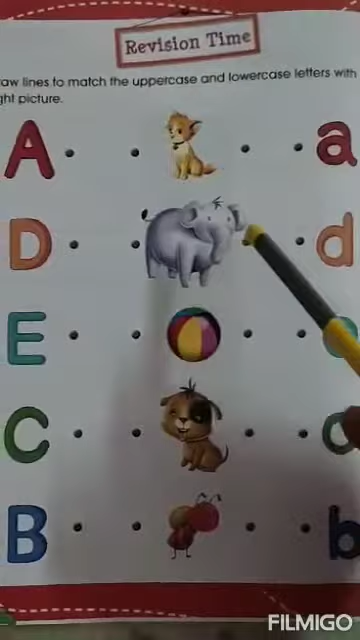 Revision Time
aw lines to match the uppercase and lowercase letters with
ght picture.
A a
D d
E
C c
B b
FILMIGO